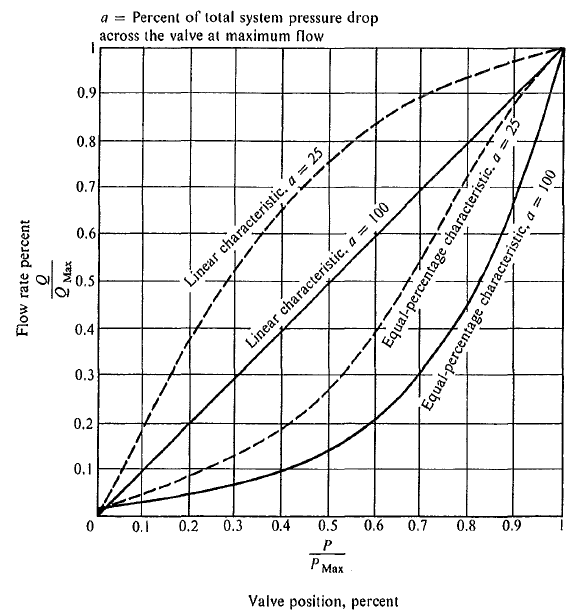 a = Percent of total system pressure drop
across the valve at maximum flow
1
0.9
0.8
0.7
0.6
0.5
0.4
0.3
0.2
0.1
Flow rate percent
Q
Q Max
Linear characteristic, a = 25
Linear characteristic, a = 100
Equal-percentage characteristic, a = 25
Equal-percentage characteristic, a = 100
0 0.1 0.2 0.3 0.4 0.5 0.6 0.7 0.8 0.9 1
P
P Max
Valve position, percent